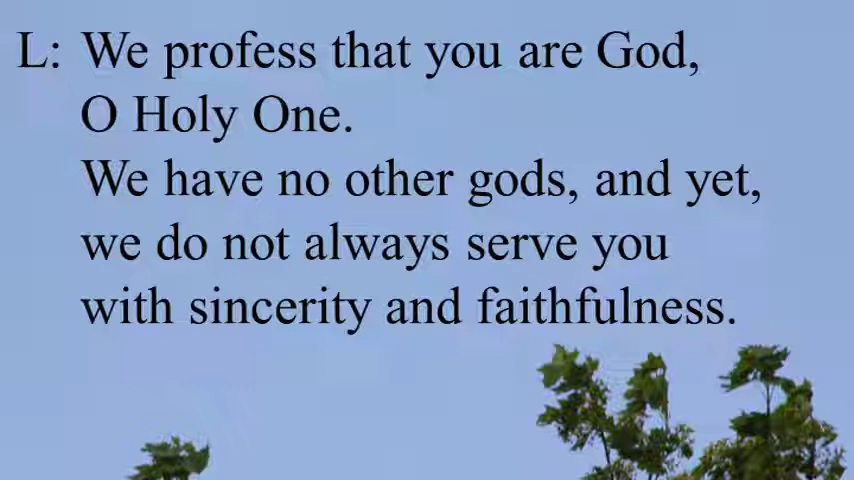 L: We profess that you are God,
O Holy One.
We have no other gods, and yet,
we do not always serve you
with sincerity and faithfulness.